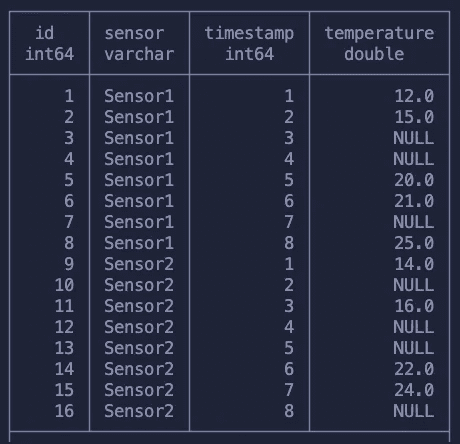 id sensor timestamp temperature
int64 varchar int64 double
1 Sensor1 1 12.0
2 Sensor1 2 15.0
3 Sensor1 3 NULL
4 Sensor1 4 NULL
5 Sensor1 5 20.0
6 Sensor1 6 21.0
7 Sensor1 7 NULL
8 Sensor1 8 25.0
9 Sensor2 1 14.0
10 Sensor2 2 NULL
11 Sensor2 3 16.0
12 Sensor2 4 NULL
13 Sensor2 5 NULL
14 Sensor2 6 22.0
15 Sensor2 7 24.0
16 Sensor2 8 NULL